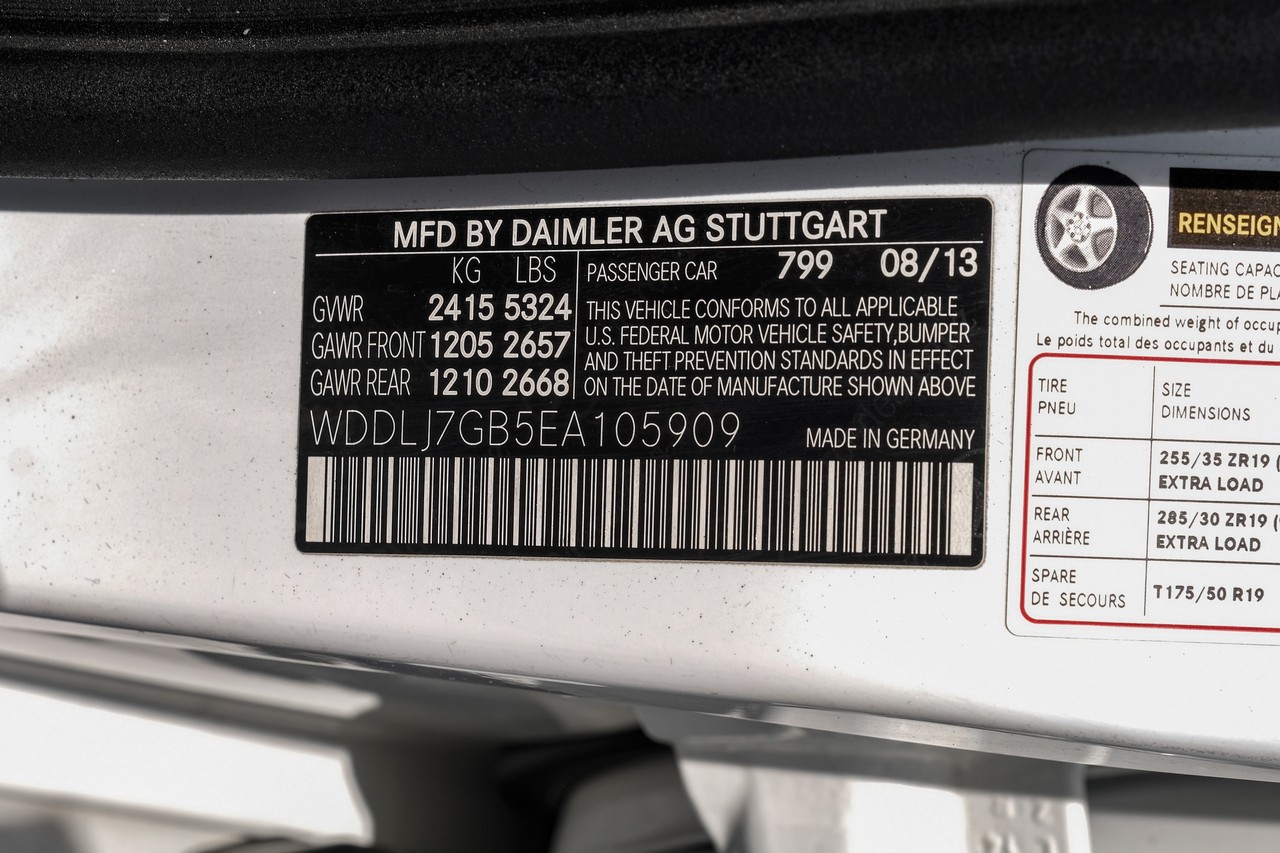 MFD BY DAIMLER AG STUTTGART
KG LBS
GVWR 2415 5324
GAWR FRONT 1205 2657
GAWR REAR 1210 2668
PASSENGER CAR 799 08/13
THIS VEHICLE CONFORMS TO ALL APPLICABLE
U.S. FEDERAL MOTOR VEHICLE SAFETY,BUMPER
AND THEFT PREVENTION STANDARDS IN EFFECT
ON THE DATE OF MANUFACTURE SHOWN ABOVE
WDDLJ7GB5EA105909
MADE IN GERMANY
RENSEIGN
SEATING CAPAC
NOMBRE DE PLA
The combined weight of occup
Le poids total des occupants et du
TIRE SIZE
PNEU DIMENSIONS
FRONT 255/35 ZR19 (
AVANT EXTRA LOAD
REAR 285/30 ZR19 (
ARRIÈRE EXTRA LOAD
SPARE T175/50 R19
DE SECOURS